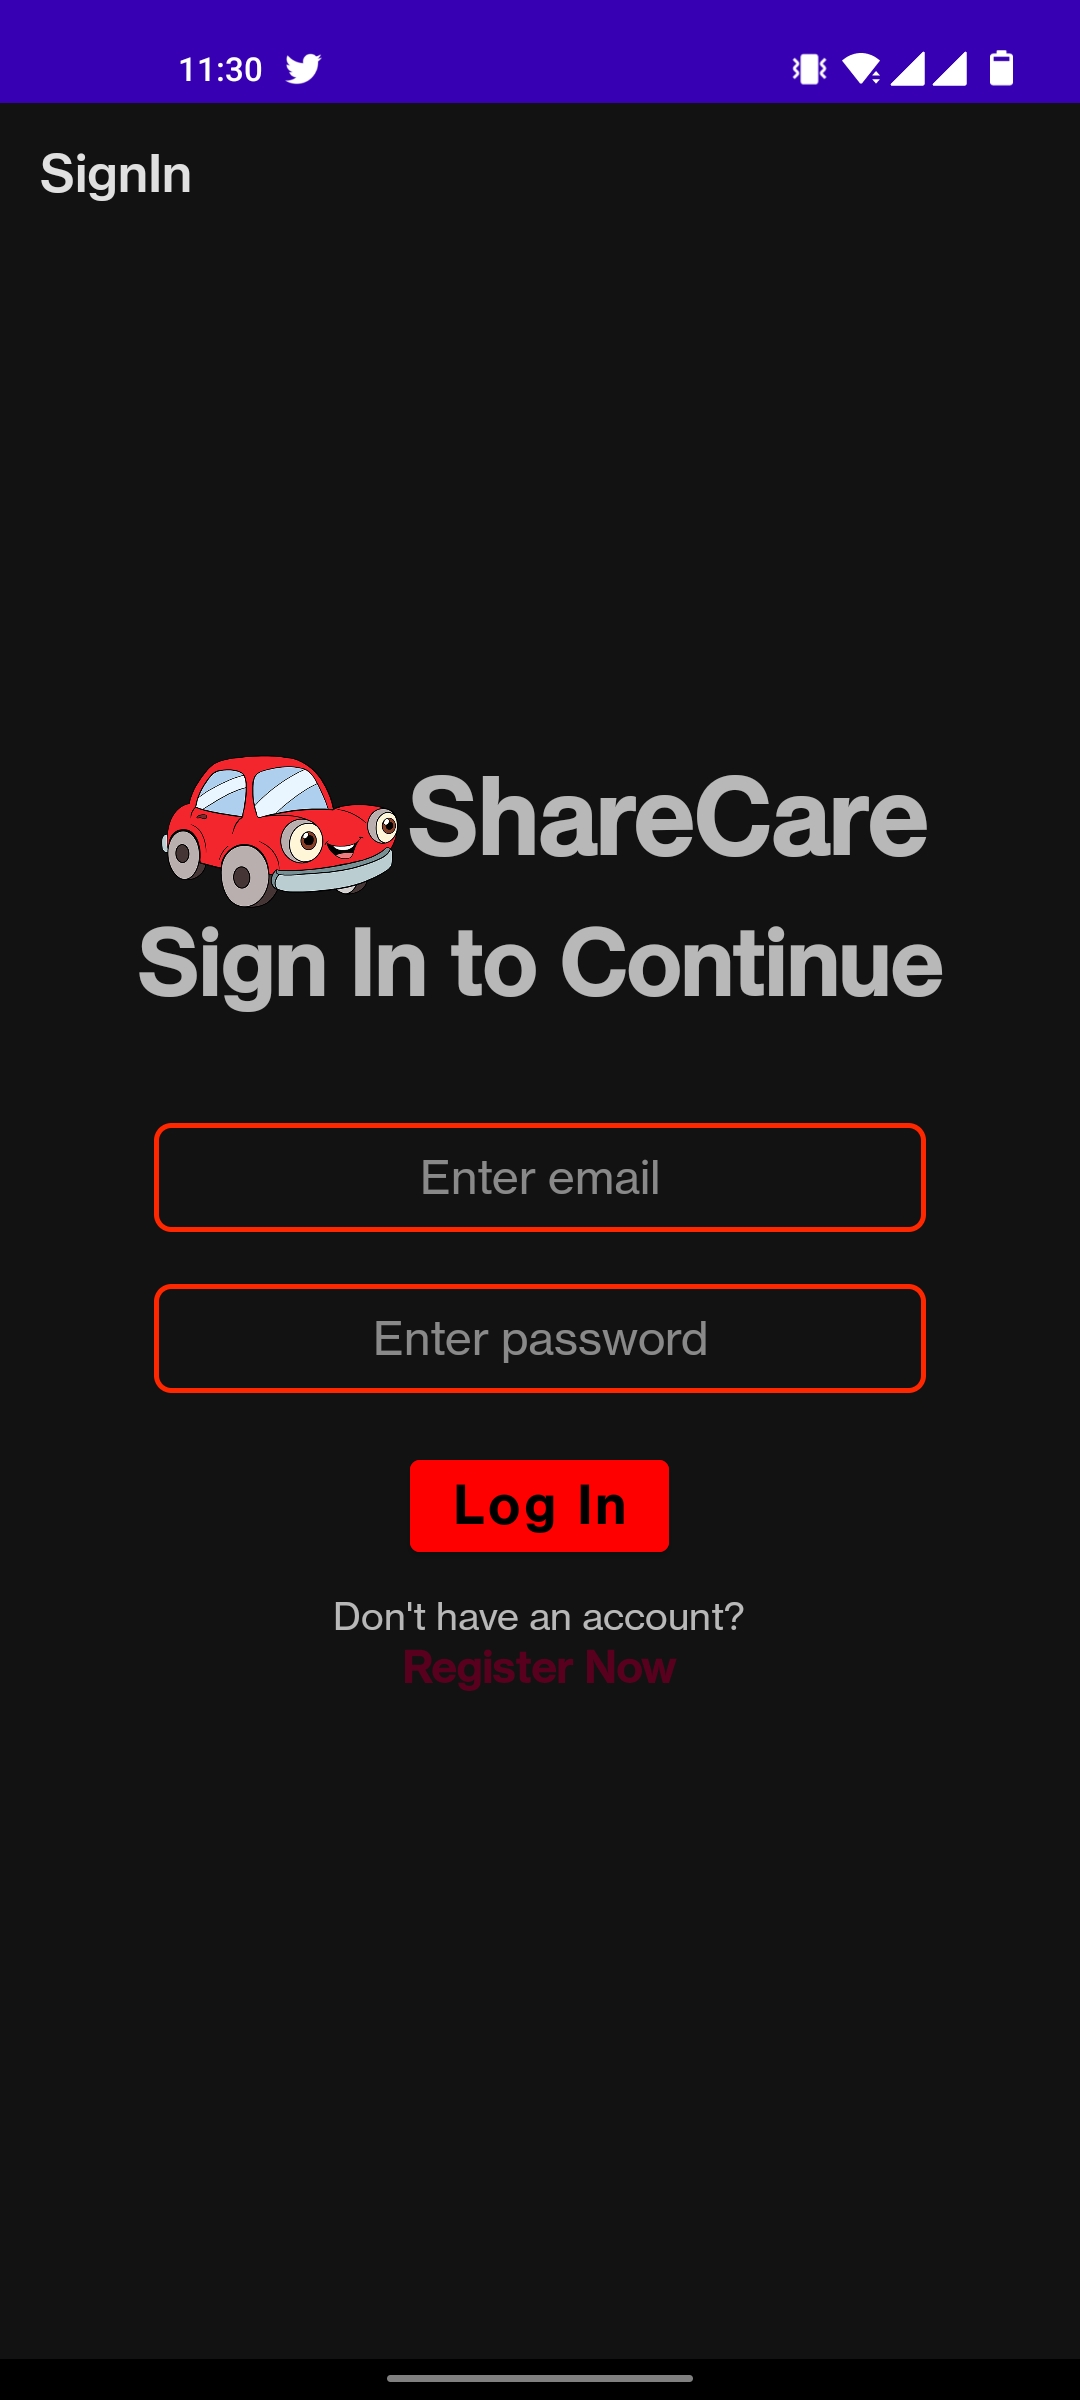 11:30
SignIn
ShareCare
Sign In to Continue
Enter email
Enter password
Log In
Don't have an account?
Register Now